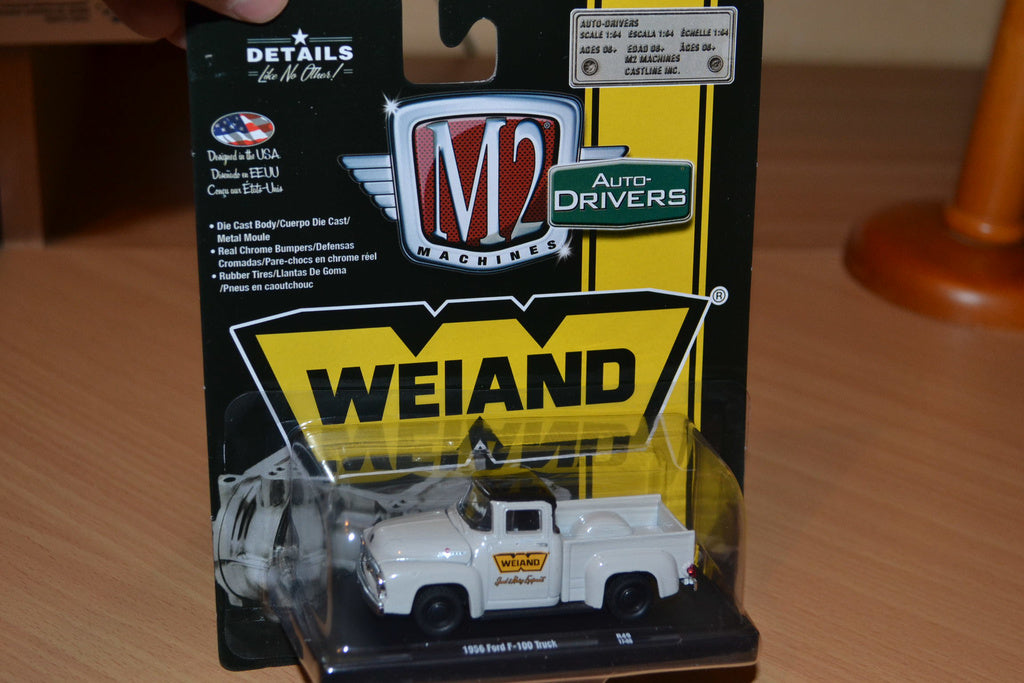 DETAILS
Like No Other!
AUTO-DRIVERS
SCALE 1:64 ESCALA 1:64 ÉCHELLE 1:64
AGES 08+ EDAD 08+ ÂGES 08+
M2 MACHINES
CASTLINE INC.
Designed in the U.S.A.
Diseñado en EEUU
Conçu aux États-Unis
M2®
MACHINES
AUTO-
DRIVERS
• Die Cast Body/Cuerpo Die Cast/
Metal Moule
• Real Chrome Bumpers/Defensas
Cromadas/Pare-chocs en chrome réel
• Rubber Tires/Llantas De Goma
/Pneus en caoutchouc
WEIAND®
WEIAND
1956 Ford F-100 Truck
R49